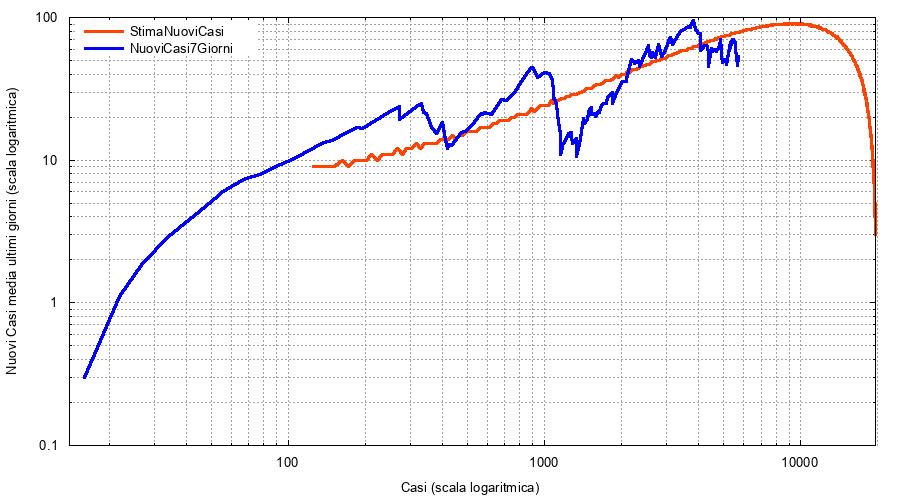 100
StimaNuoviCasi
NuoviCasi7Giorni
10
1
0.1
Nuovi Casi media ultimi giorni (scala logaritmica)
100
1000
10000
Casi (scala logaritmica)